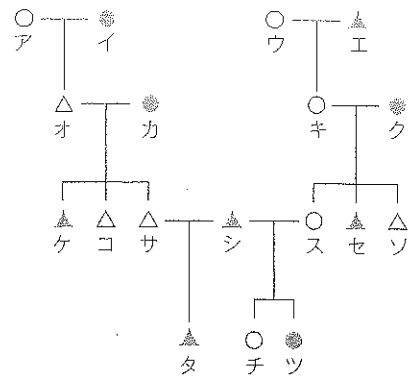 ア イ ウ エ
オ カ キ ク
ケ コ サ シ ス セ ソ
タ チ ツ